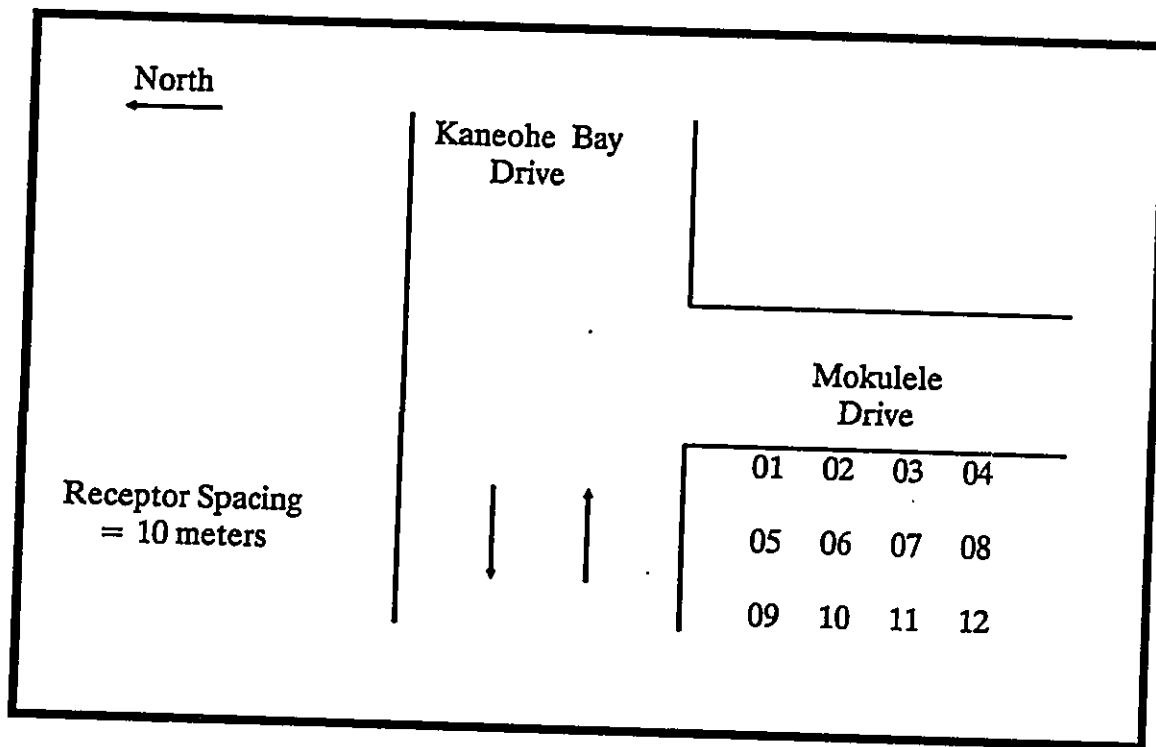 North
Kaneohe Bay
Drive
Mokulele
Drive
Receptor Spacing
= 10 meters
01 02 03 04
05 06 07 08
09 10 11 12